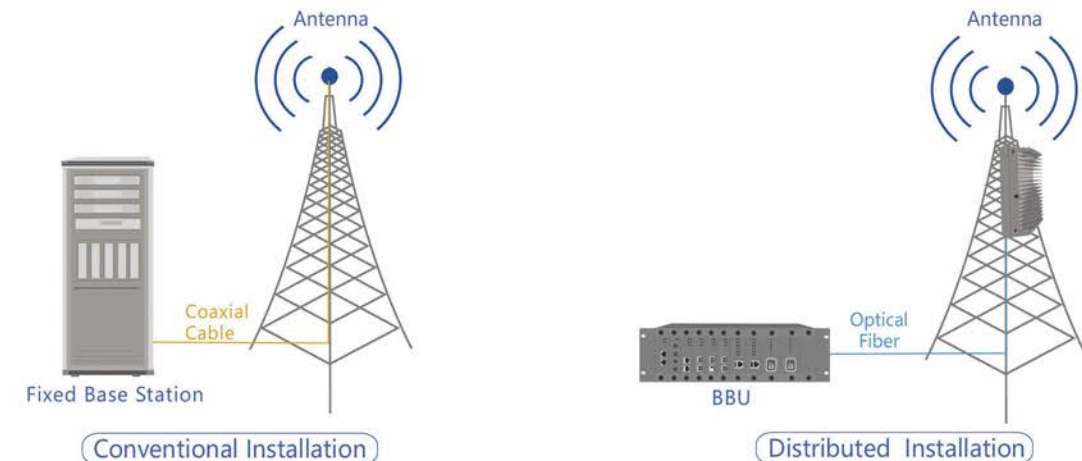 Antenna
Coaxial
Cable
Fixed Base Station
Conventional Installation
Antenna
Optical
Fiber
BBU
Distributed Installation